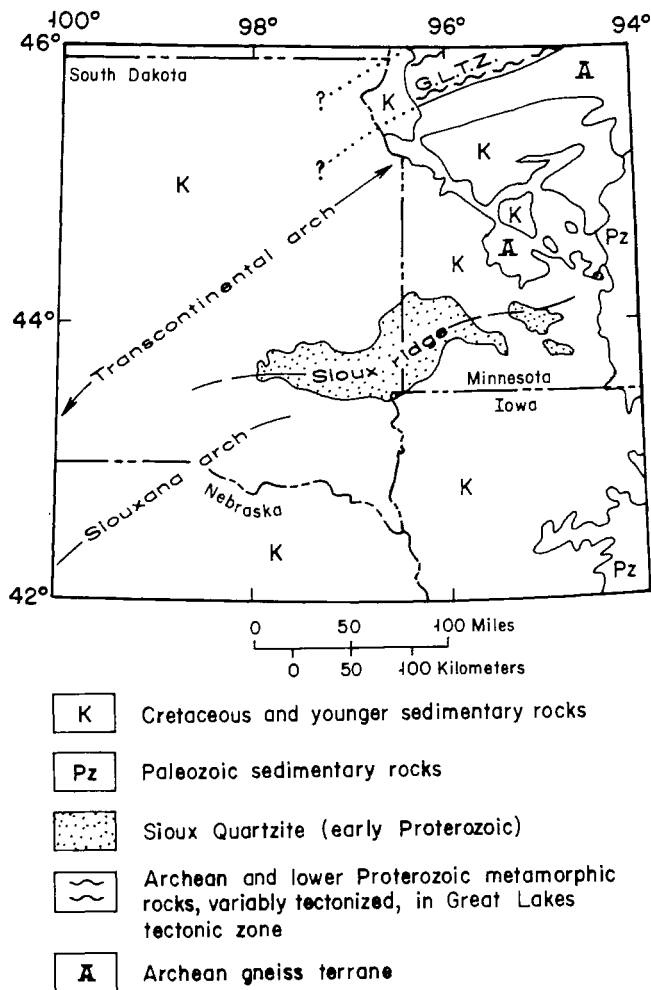 100° 98° 96° 94°
46°
South Dakota
G.L.T.Z.
A
K
?
K
?
K
K
Pz
A
K
Transcontinental arch
44°
Sioux ridge
Minnesota
Iowa
Siouxana arch
Nebraska
K
K
42°
Pz
0 50 100 Miles
0 50 100 Kilometers
K Cretaceous and younger sedimentary rocks
Pz Paleozoic sedimentary rocks
Sioux Quartzite (early Proterozoic)
Archean and lower Proterozoic metamorphic
rocks, variably tectonized, in Great Lakes
tectonic zone
A Archean gneiss terrane